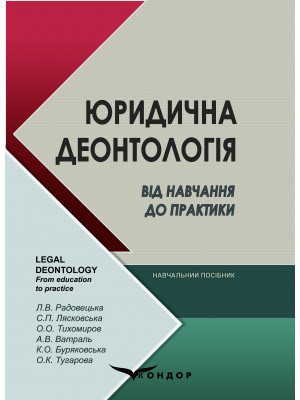 ЮРИДИЧНА
ДЕОНТОЛОГІЯ
ВІД НАВЧАННЯ
ДО ПРАКТИКИ
НАВЧАЛЬНИЙ ПОСІБНИК
LEGAL
DEONTOLOGY
From education
to practice
Л.В. Радовецька
С.П. Лясковська
О.О. Тихомиров
А.В. Ватраль
К.О. Буряковська
О.К. Тугарова
КОНДОР